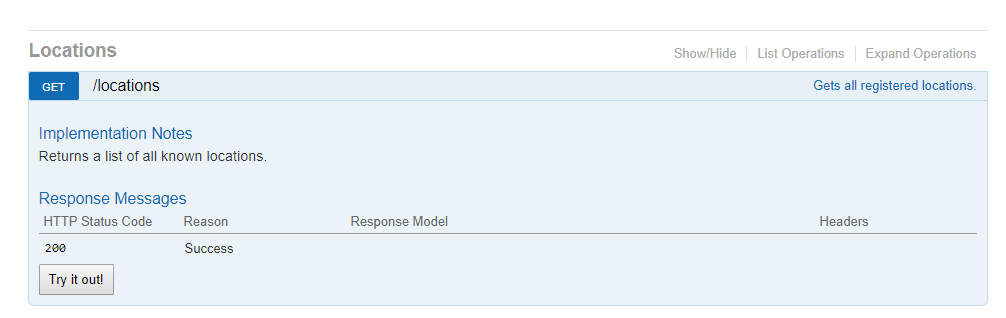 Locations
Show/Hide List Operations Expand Operations
GET /locations Gets all registered locations.
Implementation Notes
Returns a list of all known locations.
Response Messages
HTTP Status Code Reason Response Model Headers
200 Success
Try it out!